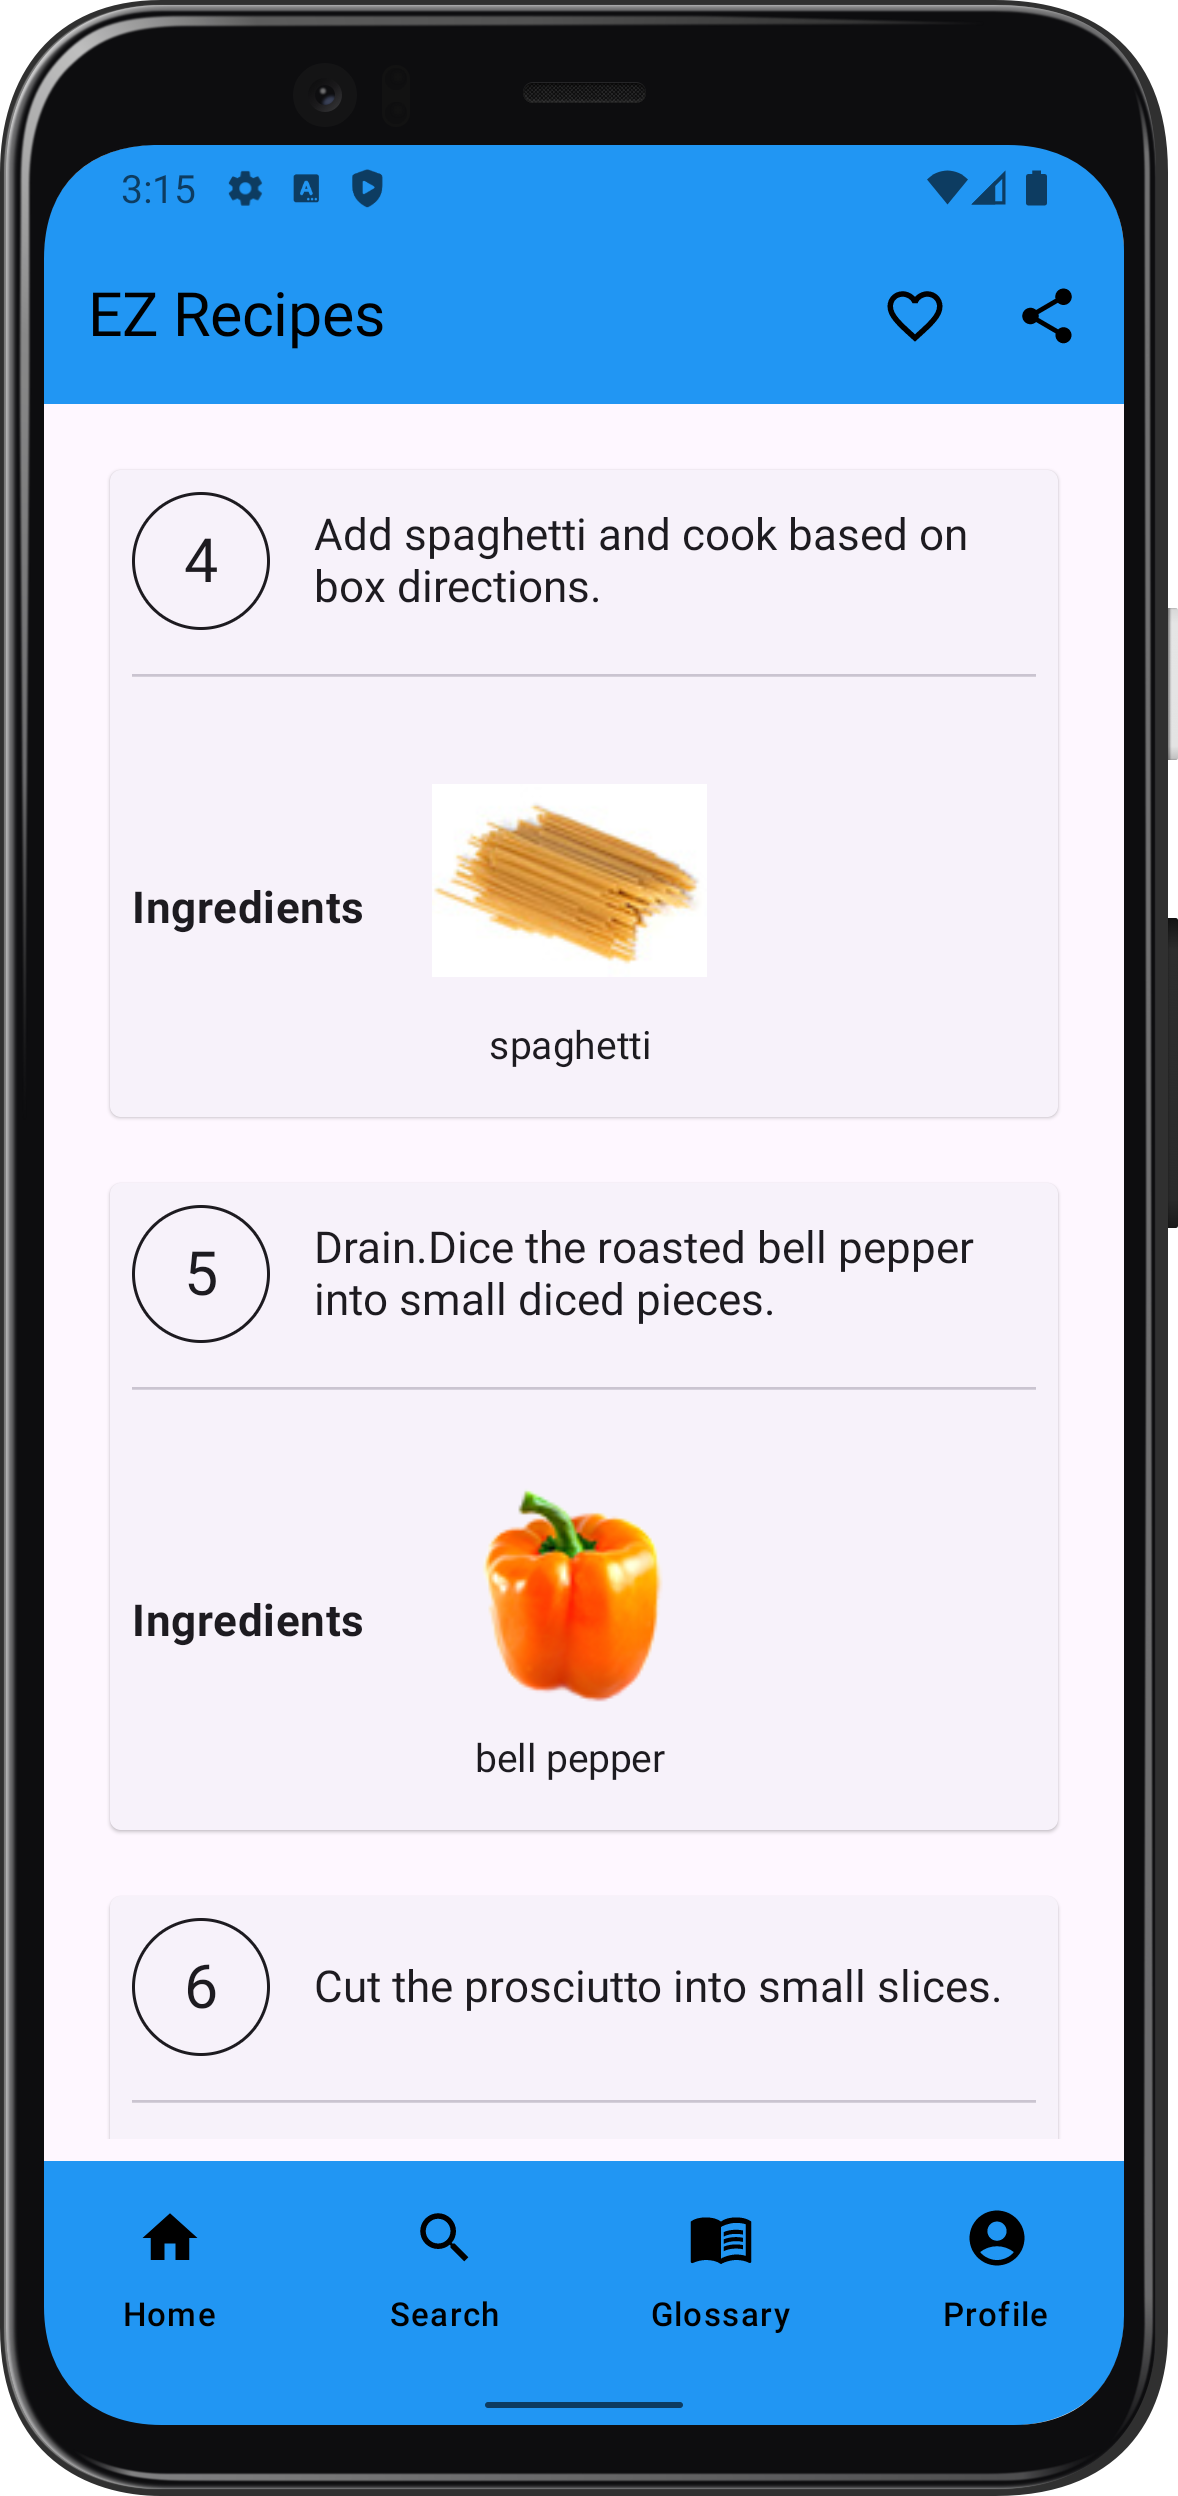 3:15
EZ Recipes
4
Add spaghetti and cook based on
box directions.
Ingredients
spaghetti
5
Drain.Dice the roasted bell pepper
into small diced pieces.
Ingredients
bell pepper
6
Cut the prosciutto into small slices.
Home
Search
Glossary
Profile